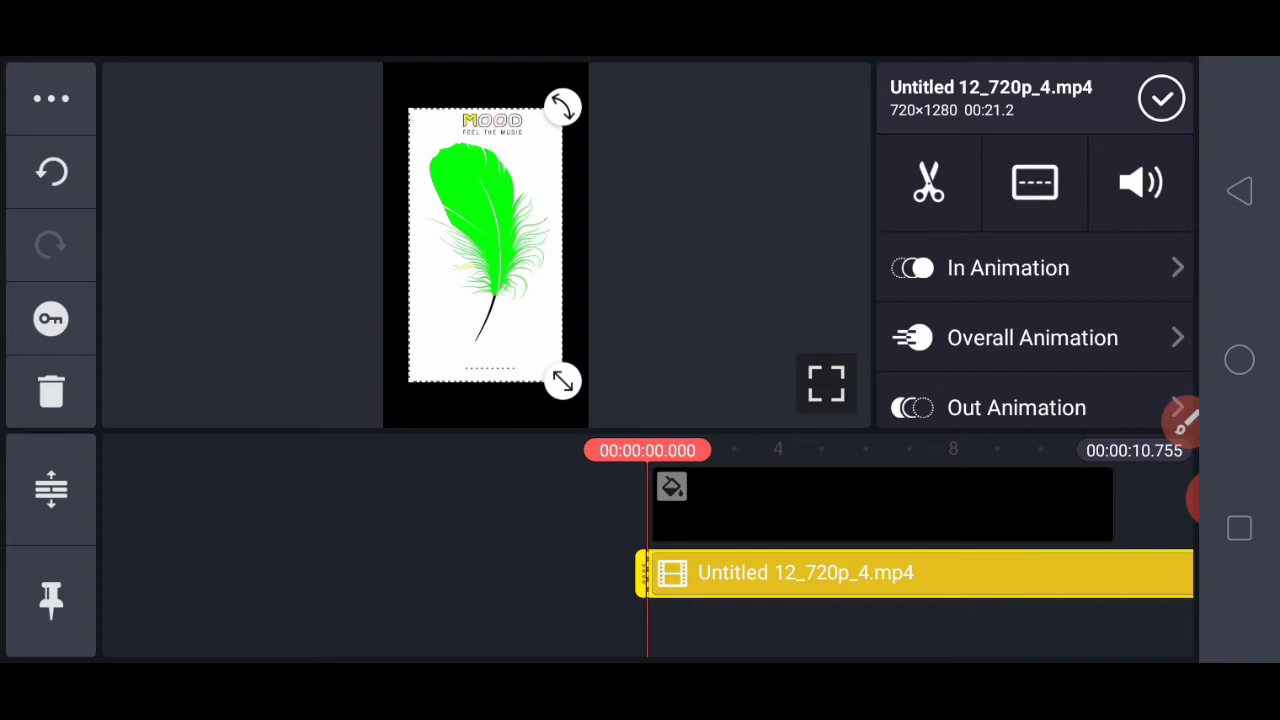 Untitled 12_720p_4.mp4
720×1280 00:21.2
MOOD
FEEL THE MUSIC
In Animation
Overall Animation
Out Animation
00:00:00.000
4
8
00:00:10.755
Untitled 12_720p_4.mp4